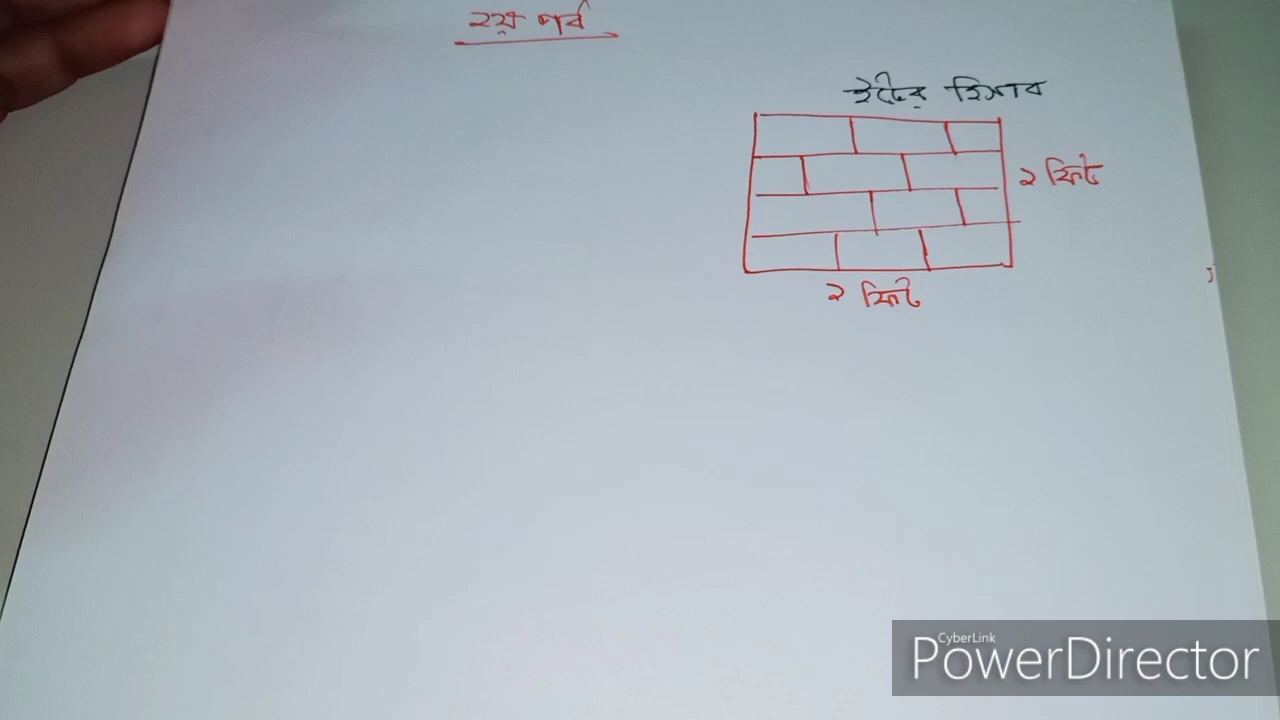 ২য় পর্ব
ইটের হিসাব
২ ফিট
২ ফিট
CyberLink
PowerDirector